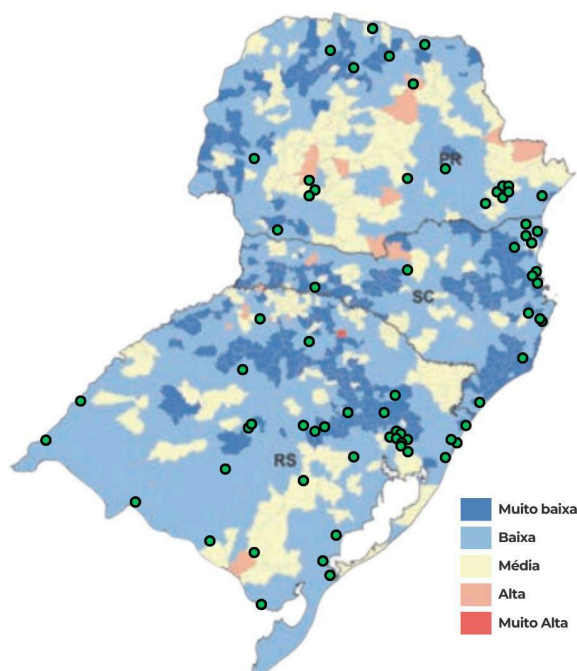 PR
SC
RS
Muito baixa
Baixa
Média
Alta
Muito Alta